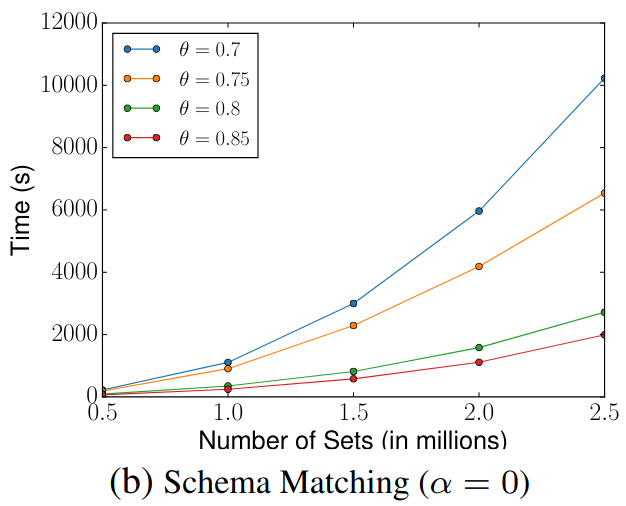 12000
10000
8000
6000
4000
2000
0
Time (s)
θ = 0.7
θ = 0.75
θ = 0.8
θ = 0.85
0.5 1.0 1.5 2.0 2.5
Number of Sets (in millions)
(b) Schema Matching (α = 0)